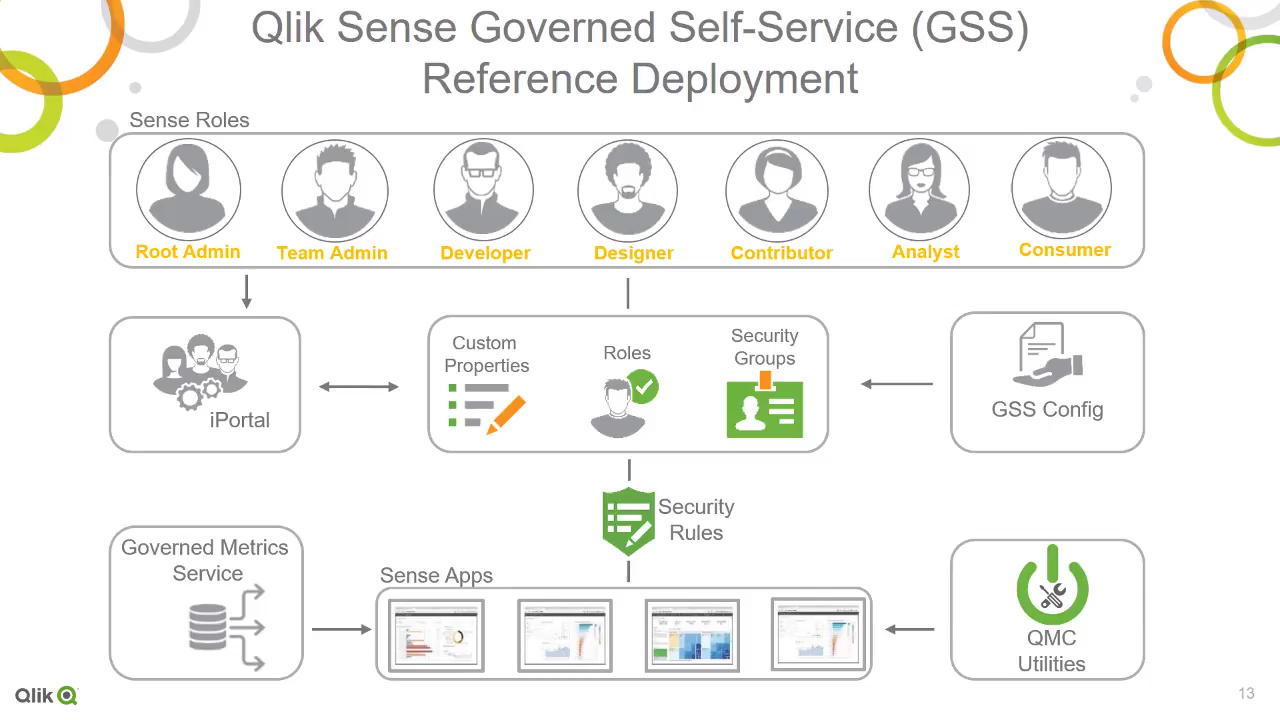 Qlik Sense Governed Self-Service (GSS)
Reference Deployment
Sense Roles
Root Admin
Team Admin
Developer
Designer
Contributor
Analyst
Consumer
iPortal
Custom
Properties
Roles
Security
Groups
GSS Config
Security
Rules
Governed Metrics
Service
Sense Apps
QMC
Utilities
Qlik
13